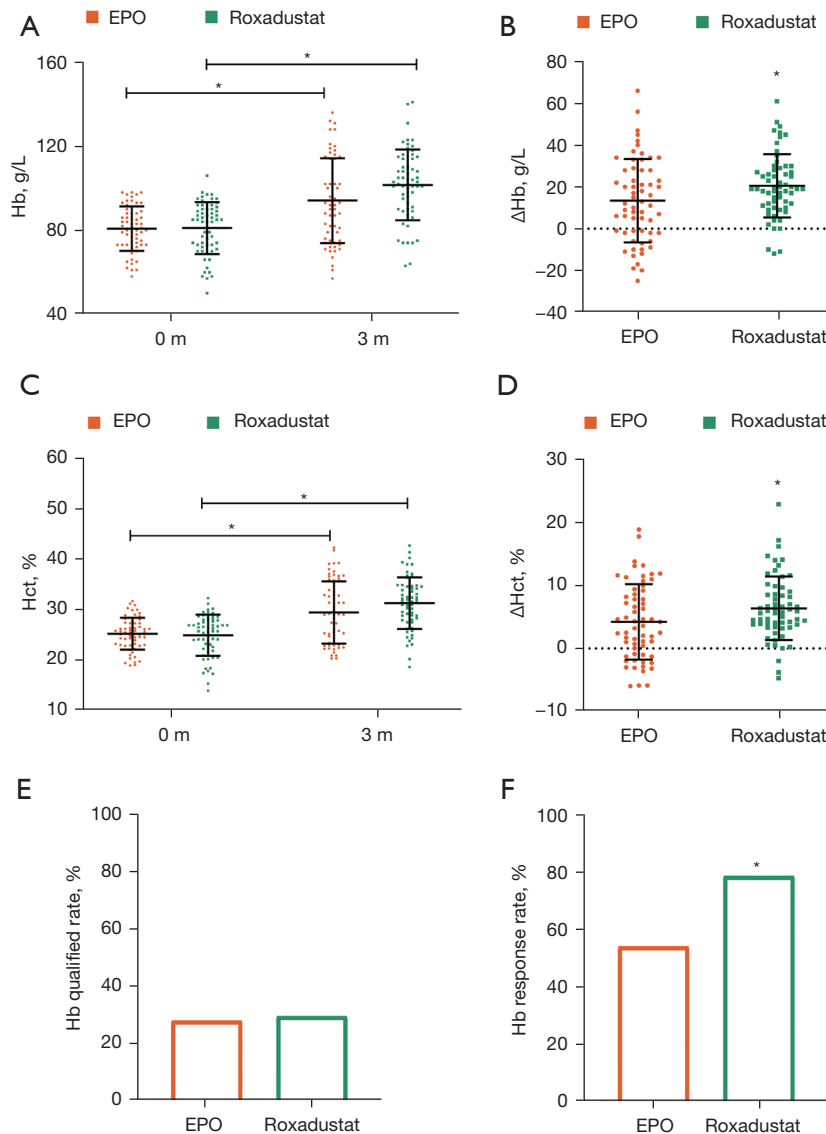 A
EPO
Roxadustat
Hb, g/L
160
120
80
40
*
*
0 m
3 m
B
EPO
Roxadustat
ΔHb, g/L
80
60
40
20
0
−20
−40
*
EPO
Roxadustat
C
EPO
Roxadustat
Hct, %
60
50
40
30
20
10
*
*
0 m
3 m
D
EPO
Roxadustat
ΔHct, %
30
20
10
0
−10
*
EPO
Roxadustat
E
Hb qualified rate, %
100
80
60
40
20
0
EPO
Roxadustat
F
Hb response rate, %
100
80
60
40
20
0
*
EPO
Roxadustat